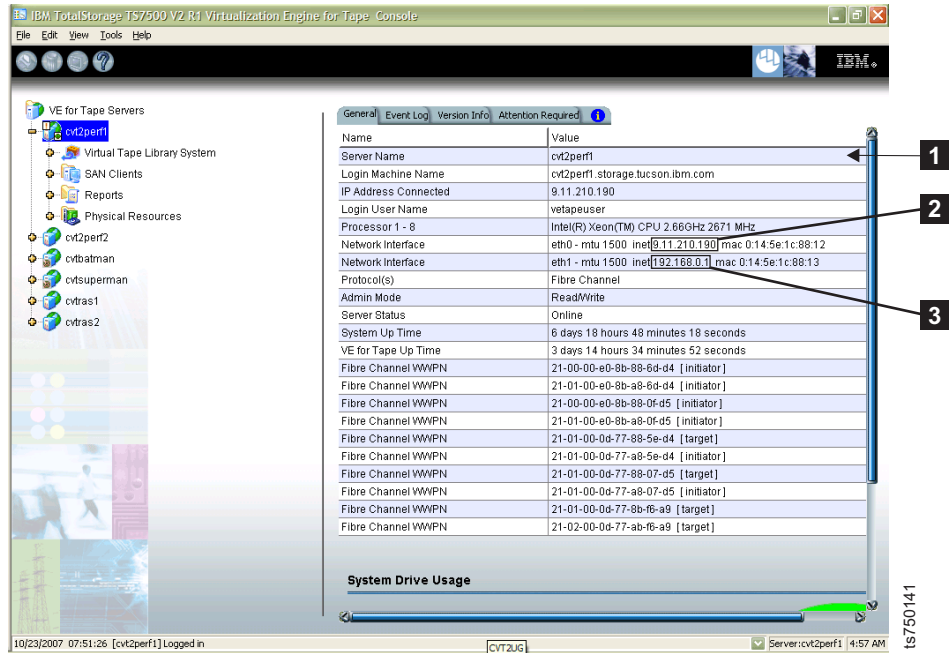 IBM TotalStorage TS7500 V2 R1 Virtualization Engine for Tape Console
File Edit View Tools Help
IBM
VE for Tape Servers
cvt2perf1
Virtual Tape Library System
SAN Clients
Reports
Physical Resources
cvt2perf2
cvtbatman
cvtsuperman
cvtras1
cvtras2
General Event Log Version Info Attention Required i
Name Value
Server Name cvt2perf1
Login Machine Name cvt2perf1.storage.tucson.ibm.com
IP Address Connected 9.11.210.190
Login User Name vetapeuser
Processor 1 - 8 Intel(R) Xeon(TM) CPU 2.66GHz 2671 MHz
Network Interface eth0 - mtu 1500 inet 9.11.210.190 mac 0:14:5e:1c:88:12
Network Interface eth1 - mtu 1500 inet 192.168.0.1 mac 0:14:5e:1c:88:13
Protocol(s) Fibre Channel
Admin Mode Read/Write
Server Status Online
System Up Time 6 days 18 hours 48 minutes 18 seconds
VE for Tape Up Time 3 days 14 hours 34 minutes 52 seconds
Fibre Channel WWPN 21-00-00-e0-8b-88-6d-d4 [initiator]
Fibre Channel WWPN 21-01-00-e0-8b-a8-6d-d4 [initiator]
Fibre Channel WWPN 21-00-00-e0-8b-88-0f-d5 [initiator]
Fibre Channel WWPN 21-01-00-e0-8b-a8-0f-d5 [initiator]
Fibre Channel WWPN 21-01-00-0d-77-88-5e-d4 [target]
Fibre Channel WWPN 21-01-00-0d-77-a8-5e-d4 [initiator]
Fibre Channel WWPN 21-01-00-0d-77-88-07-d5 [target]
Fibre Channel WWPN 21-01-00-0d-77-a8-07-d5 [initiator]
Fibre Channel WWPN 21-01-00-0d-77-8b-f6-a9 [target]
Fibre Channel WWPN 21-02-00-0d-77-ab-f6-a9 [target]
System Drive Usage
1
2
3
ts750141
10/23/2007 07:51:26 [cvt2perf1] Logged in
CVT2UG
Server:cvt2perf1 4:57 AM